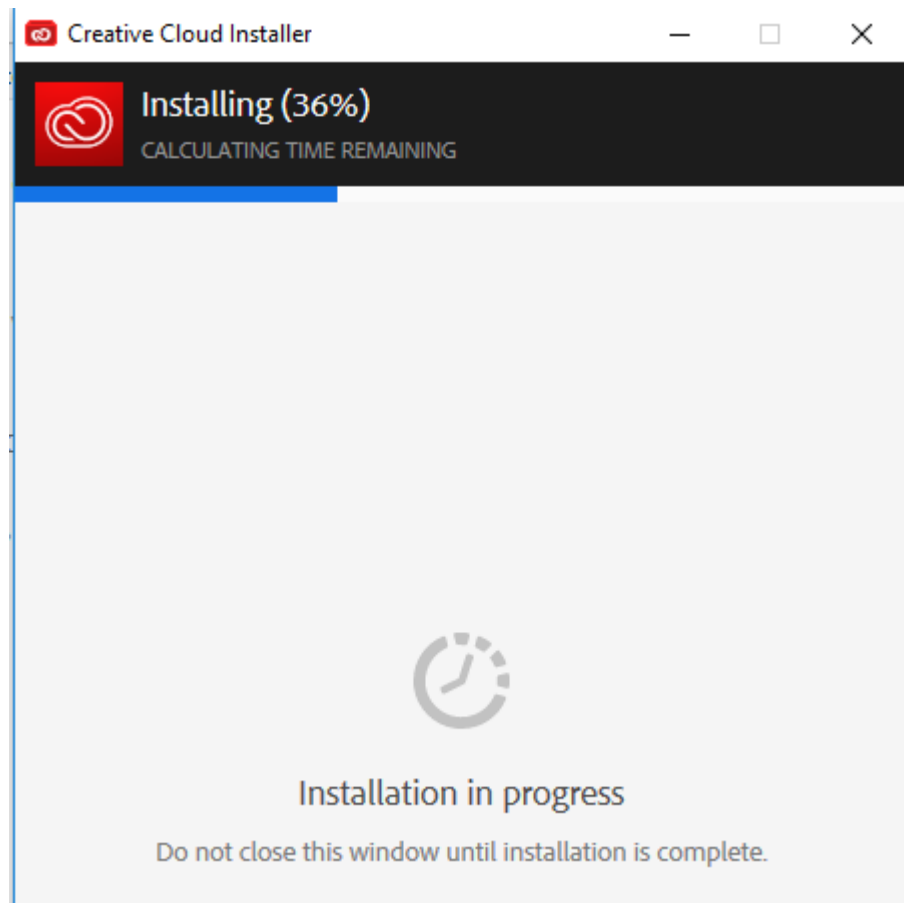 Creative Cloud Installer
Installing (36%)
CALCULATING TIME REMAINING
Installation in progress
Do not close this window until installation is complete.